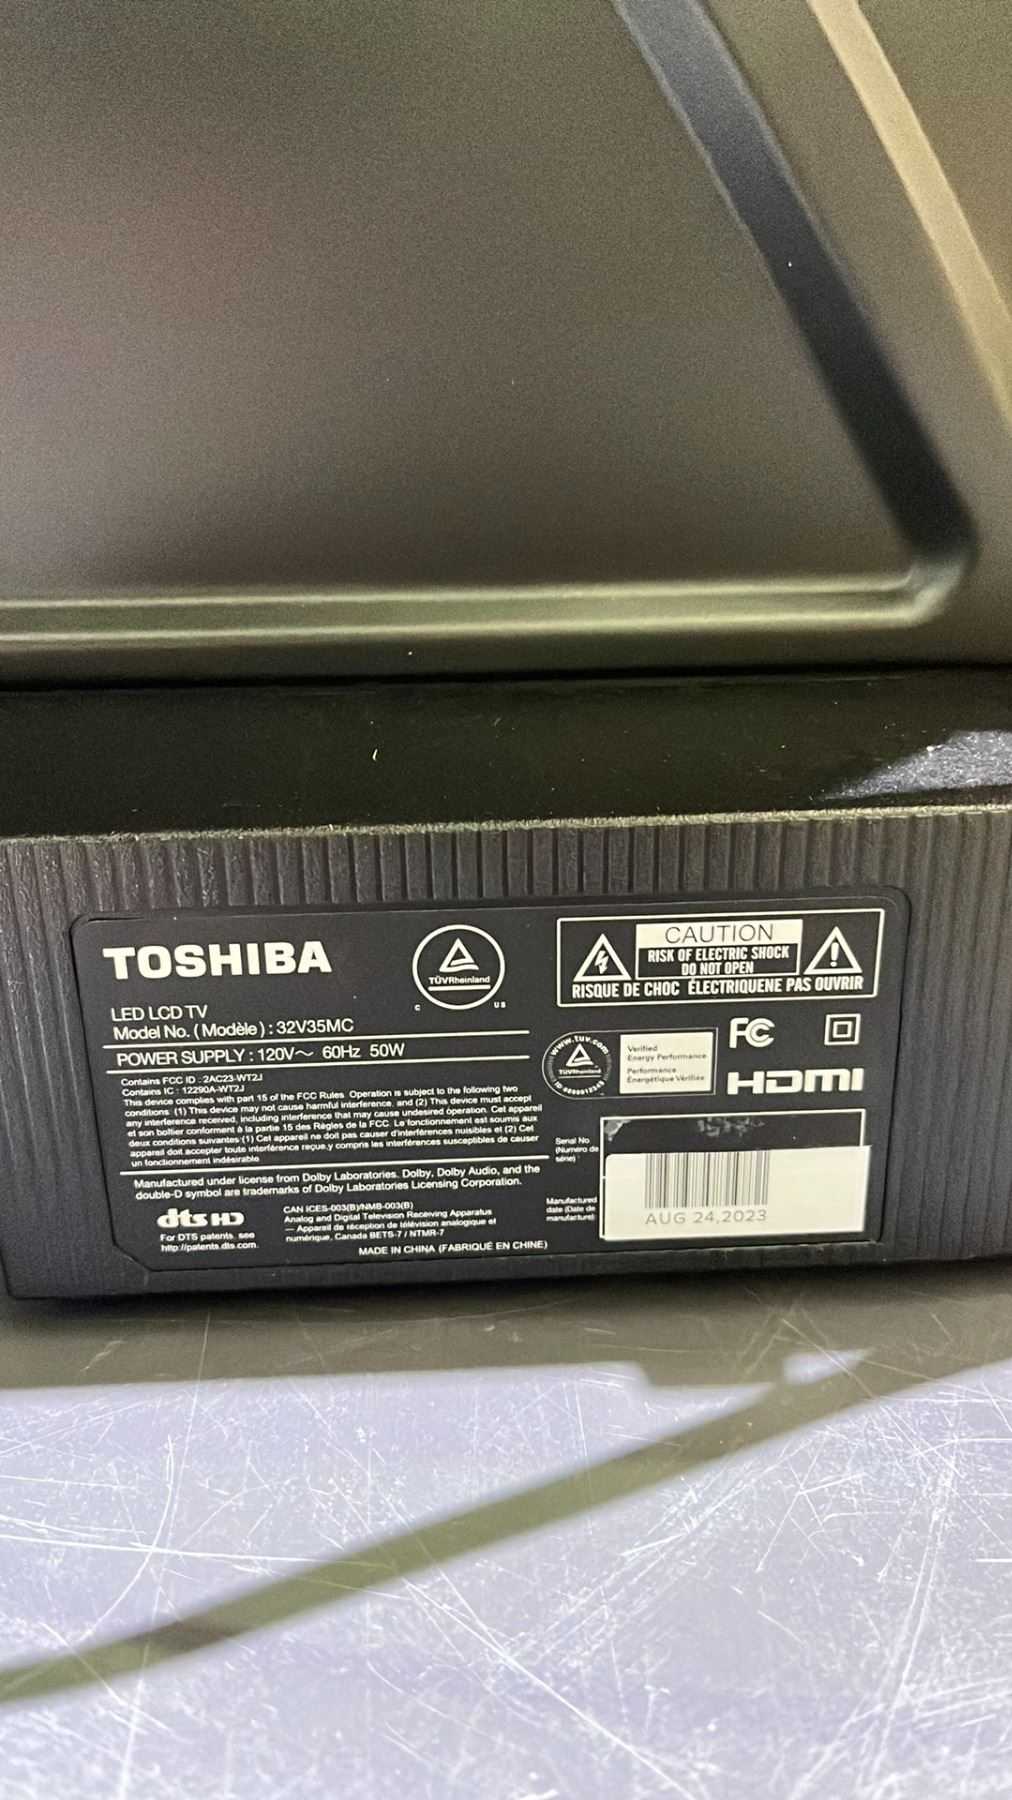 TOSHIBA
LED LCD TV
Model No. (Modèle) : 32V35MC
POWER SUPPLY : 120V～ 60Hz 50W
Contains FCC ID : 2AC23-WT2J
Contains IC : 12290A-WT2J
This device complies with part 15 of the FCC Rules. Operation is subject to the following two
conditions: (1) This device may not cause harmful interference, and (2) This device must accept
any interference received, including interference that may cause undesired operation. Cet appareil
et son boîtier conforment à la partie 15 des Règles de la FCC. Le fonctionnement est soumis aux
deux conditions suivantes:(1) Cet appareil ne doit pas causer d'interférences nuisibles et (2) Cet
appareil doit accepter toute interférence reçue,y compris les interférences susceptibles de causer
un fonctionnement indésirable.
Manufactured under license from Dolby Laboratories. Dolby, Dolby Audio, and the
double-D symbol are trademarks of Dolby Laboratories Licensing Corporation.
dts HD
For DTS patents, see
http://patents.dts.com.
CAN ICES-003(B)/NMB-003(B)
Analog and Digital Television Receiving Apparatus
— Appareil de réception de télévision analogique et
numérique, Canada BETS-7 / NTMR-7
MADE IN CHINA (FABRIQUÉ EN CHINE)
TÜVRheinland
C US
CAUTION
RISK OF ELECTRIC SHOCK
DO NOT OPEN
RISQUE DE CHOC ÉLECTRIQUENE PAS OUVRIR
www.tuv.com
TÜVRheinland
Verified
Energy Performance
Performance
Énergétique Vérifiée
FC
HDMI
Serial No.
(Numéro de
série) :
Manufactured
date (Date de
manufacture):
AUG 24,2023